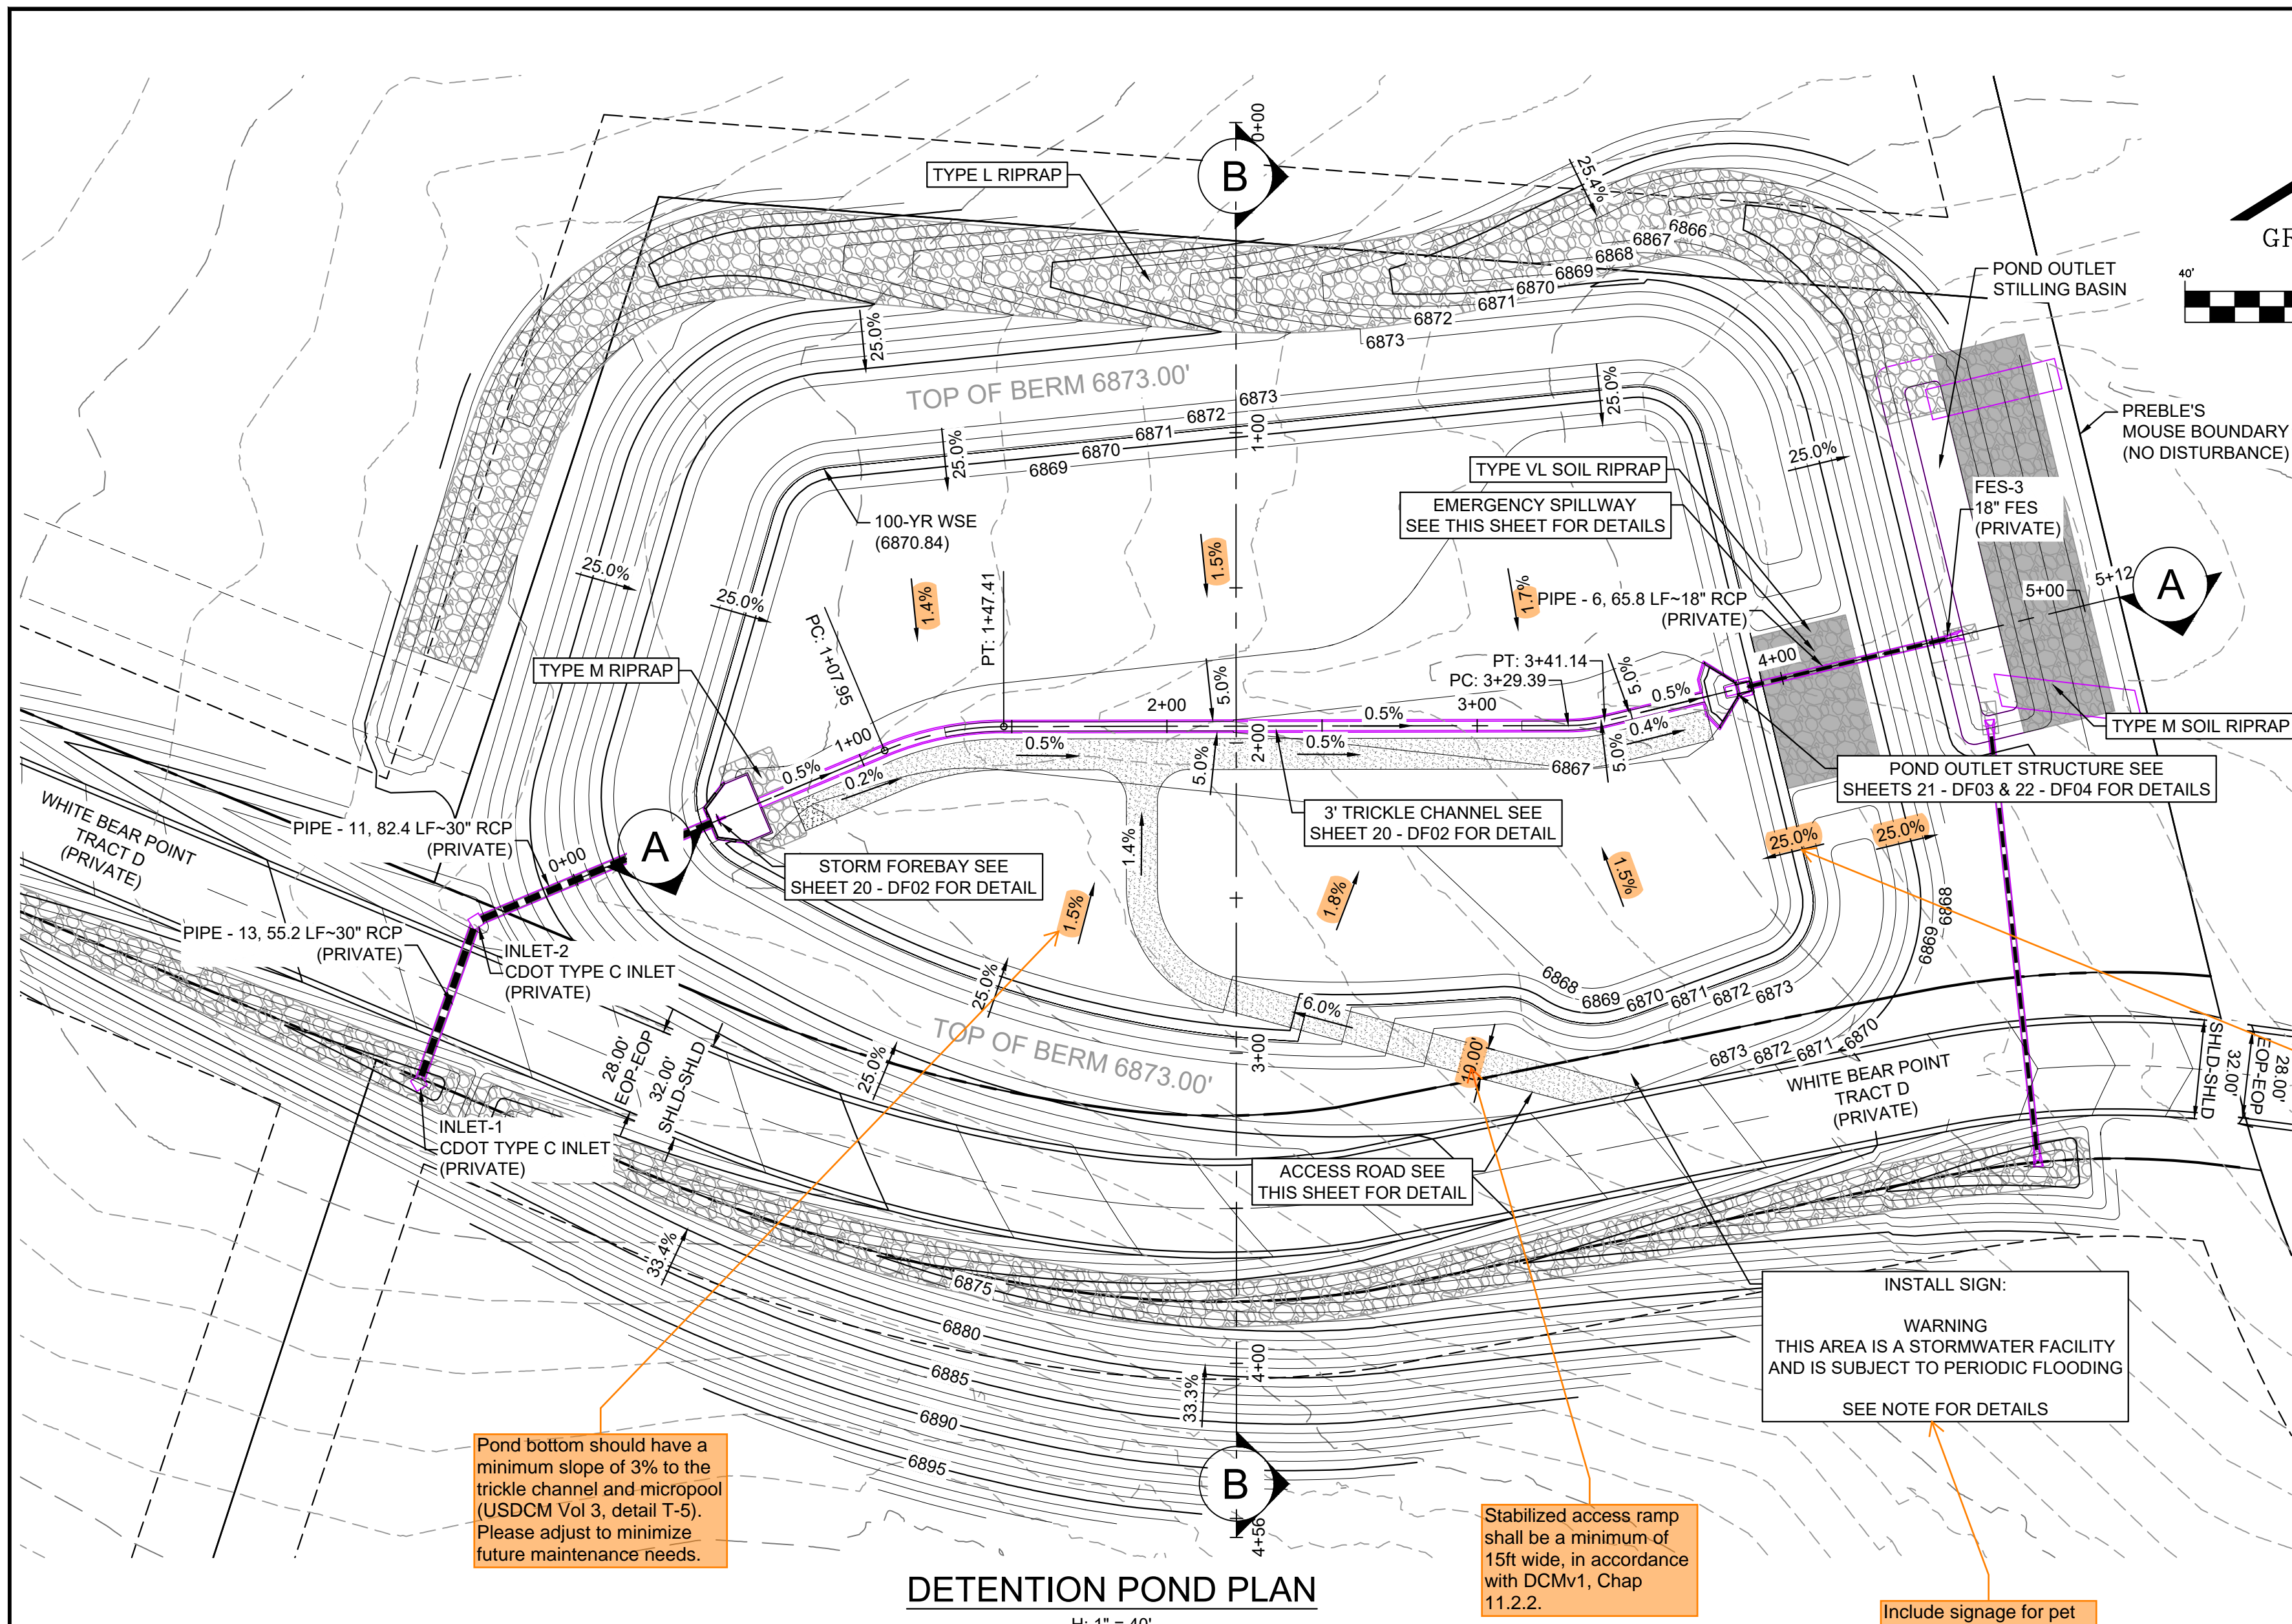 0+00
B
TYPE L RIPRAP
25.4%
6866
6867
6868
6869
6870
6871
6872
6873
GR
40'
POND OUTLET
STILLING BASIN
25.0%
TOP OF BERM 6873.00'
6873
6872
6871
6870
6869
1+00
25.0%
25.0%
25.0%
PREBLE'S
MOUSE BOUNDARY
(NO DISTURBANCE)
TYPE VL SOIL RIPRAP
EMERGENCY SPILLWAY
SEE THIS SHEET FOR DETAILS
FES-3
18" FES
(PRIVATE)
100-YR WSE
(6870.84)
25.0%
25.0%
1.4%
1.5%
1.7%
PIPE - 6, 65.8 LF~18" RCP
(PRIVATE)
5+00
5+12
A
PC: 1+07.95
PT: 1+47.41
TYPE M RIPRAP
PT: 3+41.14
PC: 3+29.39
5.0%
0.5%
4+00
1+00
2+00
5.0%
0.5%
3+00
0.4%
TYPE M SOIL RIPRAP
0.5%
0.2%
0.5%
5.0%
2+00
0.5%
6867
5.0%
POND OUTLET STRUCTURE SEE
SHEETS 21 - DF03 & 22 - DF04 FOR DETAILS
WHITE BEAR POINT
TRACT D
(PRIVATE)
PIPE - 11, 82.4 LF~30" RCP
(PRIVATE)
0+00
A
STORM FOREBAY SEE
SHEET 20 - DF02 FOR DETAIL
1.4%
3' TRICKLE CHANNEL SEE
SHEET 20 - DF02 FOR DETAIL
25.0%
25.0%
1.5%
1.8%
1.5%
PIPE - 13, 55.2 LF~30" RCP
(PRIVATE)
INLET-2
CDOT TYPE C INLET
(PRIVATE)
25.0%
6868
6869
6870
6871
6872
6873
6869
6868
6.0%
TOP OF BERM 6873.00'
28.00'
EOP-EOP
32.00'
SHLD-SHLD
25.0%
3+00
10.00'
6873
6872
6871
6870
WHITE BEAR POINT
TRACT D
(PRIVATE)
SHLD-SHLD
32.00'
EOP-EOP
28.00'
INLET-1
CDOT TYPE C INLET
(PRIVATE)
ACCESS ROAD SEE
THIS SHEET FOR DETAIL
33.4%
6875
6880
6885
6890
6895
33.3%
4+00
INSTALL SIGN:
WARNING
THIS AREA IS A STORMWATER FACILITY
AND IS SUBJECT TO PERIODIC FLOODING
SEE NOTE FOR DETAILS
B
4+56
Pond bottom should have a
minimum slope of 3% to the
trickle channel and micropool
(USDCM Vol 3, detail T-5).
Please adjust to minimize
future maintenance needs.
Stabilized access ramp
shall be a minimum of
15ft wide, in accordance
with DCMv1, Chap
11.2.2.
DETENTION POND PLAN
H: 1" = 40'
Include signage for pet